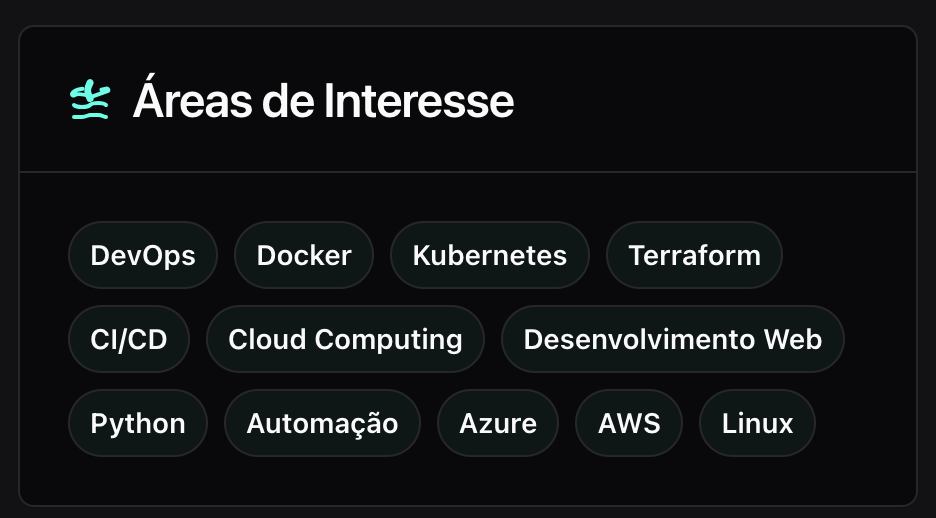 Áreas de Interesse
DevOps Docker Kubernetes Terraform
CI/CD Cloud Computing Desenvolvimento Web
Python Automação Azure AWS Linux